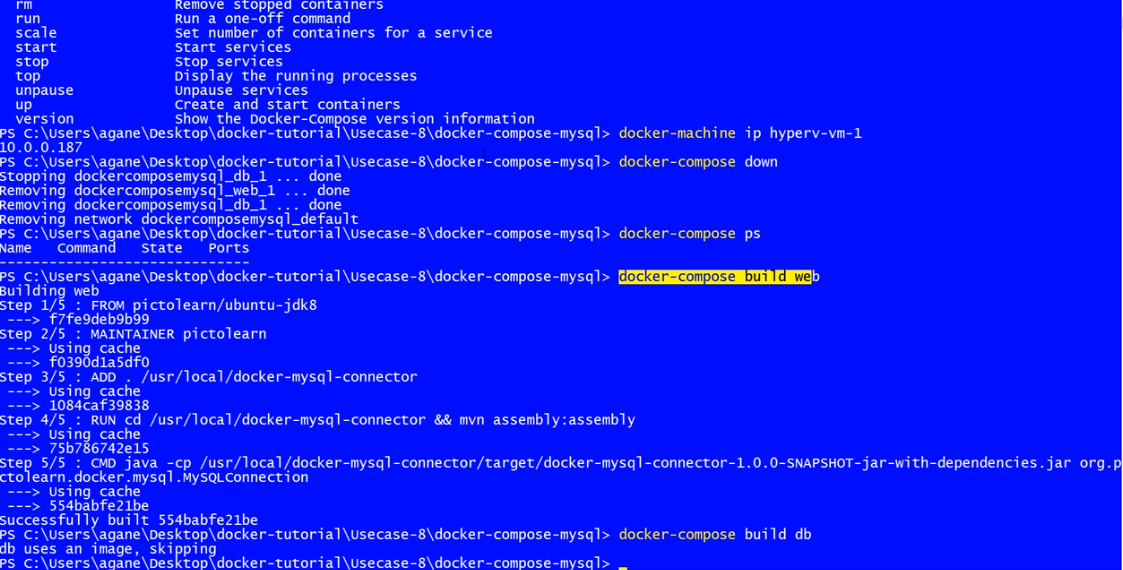 rm                 Remove stopped containers
run                Run a one-off command
scale              Set number of containers for a service
start              Start services
stop               Stop services
top                Display the running processes
unpause            Unpause services
up                 Create and start containers
version            Show the Docker-Compose version information
PS C:\Users\agane\Desktop\docker-tutorial\Usecase-8\docker-compose-mysql> docker-machine ip hyperv-vm-1
10.0.0.187
PS C:\Users\agane\Desktop\docker-tutorial\Usecase-8\docker-compose-mysql> docker-compose down
Stopping dockercomposemysql_db_1 ... done
Removing dockercomposemysql_web_1 ... done
Removing dockercomposemysql_db_1 ... done
Removing network dockercomposemysql_default
PS C:\Users\agane\Desktop\docker-tutorial\Usecase-8\docker-compose-mysql> docker-compose ps
Name   Command   State   Ports
------------------------------
PS C:\Users\agane\Desktop\docker-tutorial\Usecase-8\docker-compose-mysql> docker-compose build web
Building web
Step 1/5 : FROM pictolearn/ubuntu-jdk8
 ---> f7fe9deb9b99
Step 2/5 : MAINTAINER pictolearn
 ---> Using cache
 ---> f0390d1a5df0
Step 3/5 : ADD . /usr/local/docker-mysql-connector
 ---> Using cache
 ---> 1084caf39838
Step 4/5 : RUN cd /usr/local/docker-mysql-connector && mvn assembly:assembly
 ---> Using cache
 ---> 75b786742e15
Step 5/5 : CMD java -cp /usr/local/docker-mysql-connector/target/docker-mysql-connector-1.0.0-SNAPSHOT-jar-with-dependencies.jar org.p
ctolearn.docker.mysql.MySQLConnection
 ---> Using cache
 ---> 554babfe21be
Successfully built 554babfe21be
PS C:\Users\agane\Desktop\docker-tutorial\Usecase-8\docker-compose-mysql> docker-compose build db
db uses an image, skipping
PS C:\Users\agane\Desktop\docker-tutorial\Usecase-8\docker-compose-mysql>